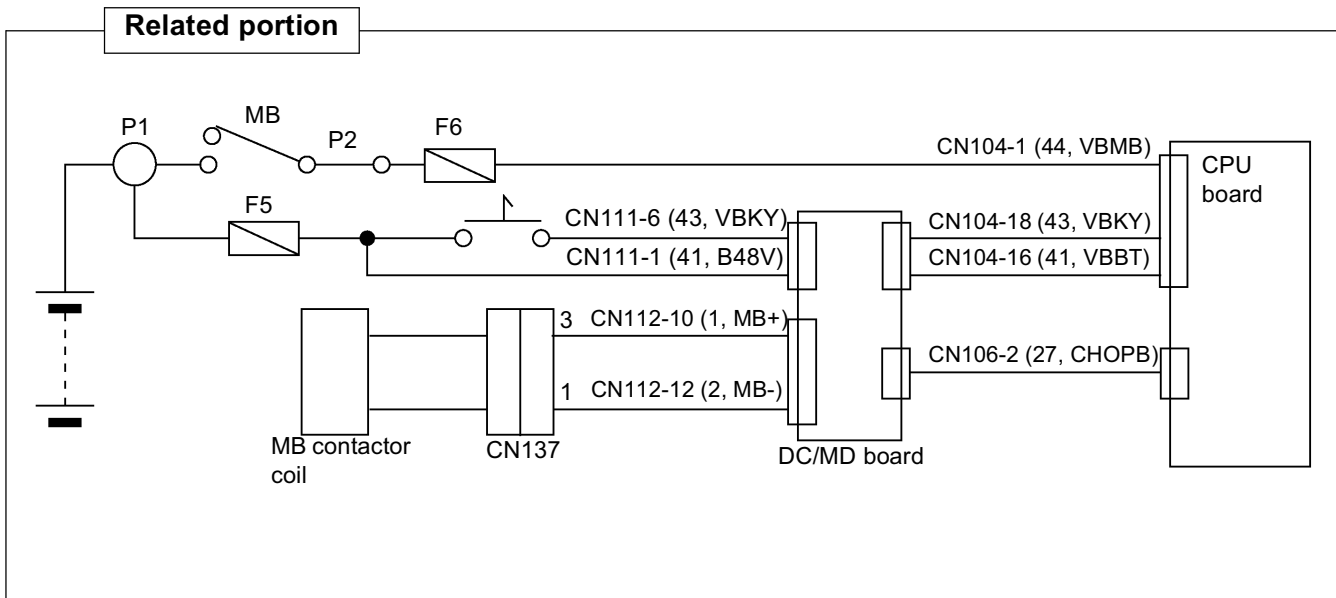 Related portion
P1
MB
P2
F6
CN104-1 (44, VBMB)
CPU
board
F5
CN111-6 (43, VBKY)
CN104-18 (43, VBKY)
CN111-1 (41, B48V)
CN104-16 (41, VBBT)
3
CN112-10 (1, MB+)
CN106-2 (27, CHOPB)
1
CN112-12 (2, MB-)
MB contactor
coil
CN137
DC/MD board